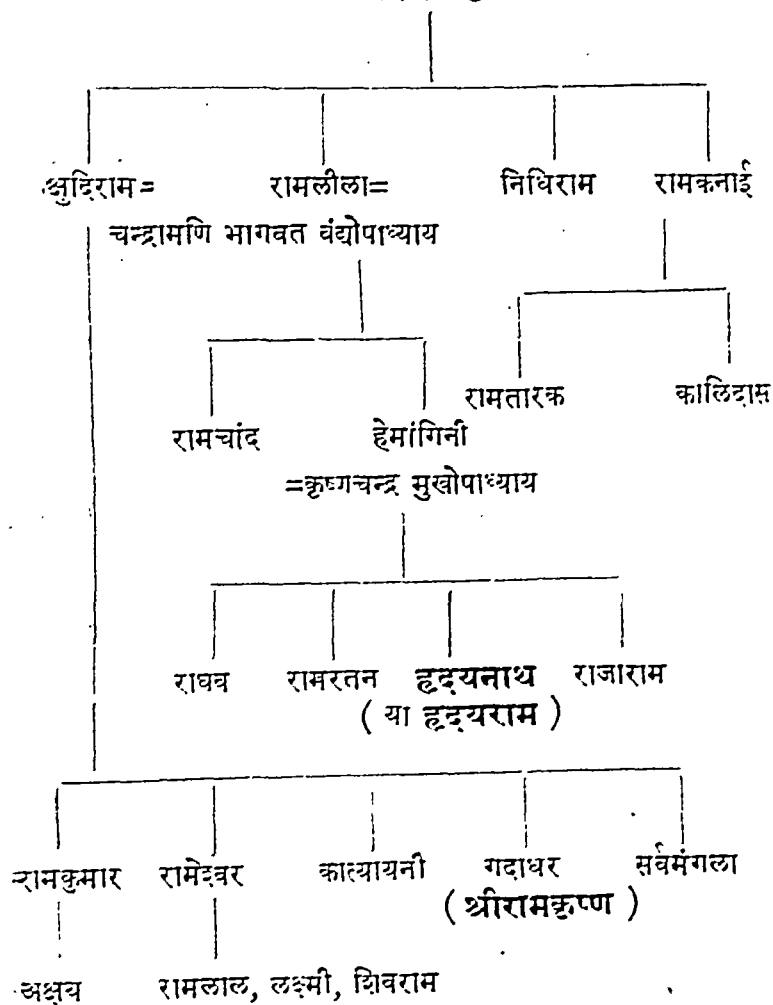 क्षुदिराम= रामलीला= निधिराम रामकनाई
चन्द्रामणि भागवत वंद्योपाध्याय
रामतारक कालिदास
रामचांद हेमांगिनी
=कृष्णचन्द्र मुखोपाध्याय
राघव रामरतन हृदयनाथ राजाराम
( या हृदयराम )
रामकुमार रामेश्वर कात्यायनी गदाधर सर्वमंगला
( श्रीरामकृष्ण )
अक्षय रामलाल, लक्ष्मी, शिवराम